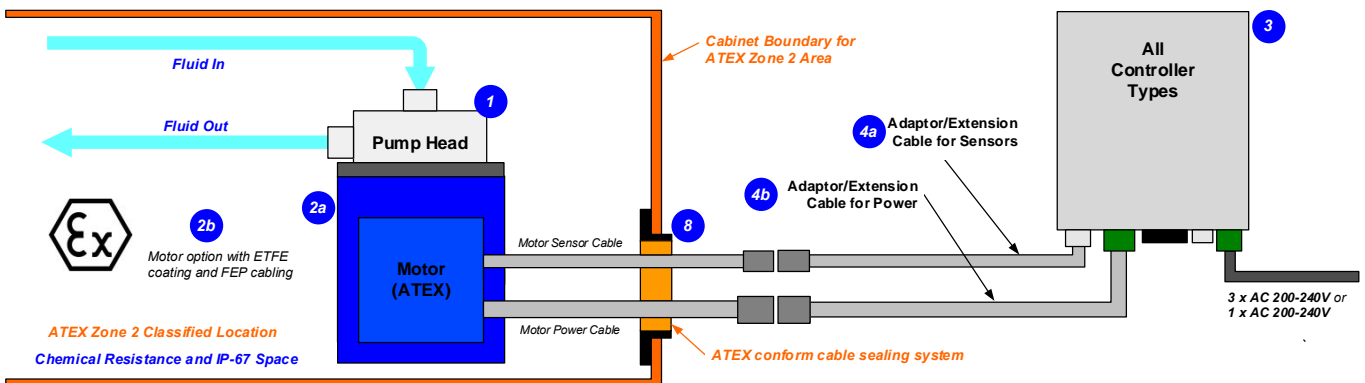 Fluid In
Fluid Out
1
Pump Head
2a
2b
Motor option with ETFE
coating and FEP cabling
Ex
Motor
(ATEX)
ATEX Zone 2 Classified Location
Chemical Resistance and IP-67 Space
Cabinet Boundary for
ATEX Zone 2 Area
8
Motor Sensor Cable
Motor Power Cable
ATEX conform cable sealing system
4a
Adaptor/Extension
Cable for Sensors
4b
Adaptor/Extension
Cable for Power
3
All
Controller
Types
3 x AC 200-240V or
1 x AC 200-240V